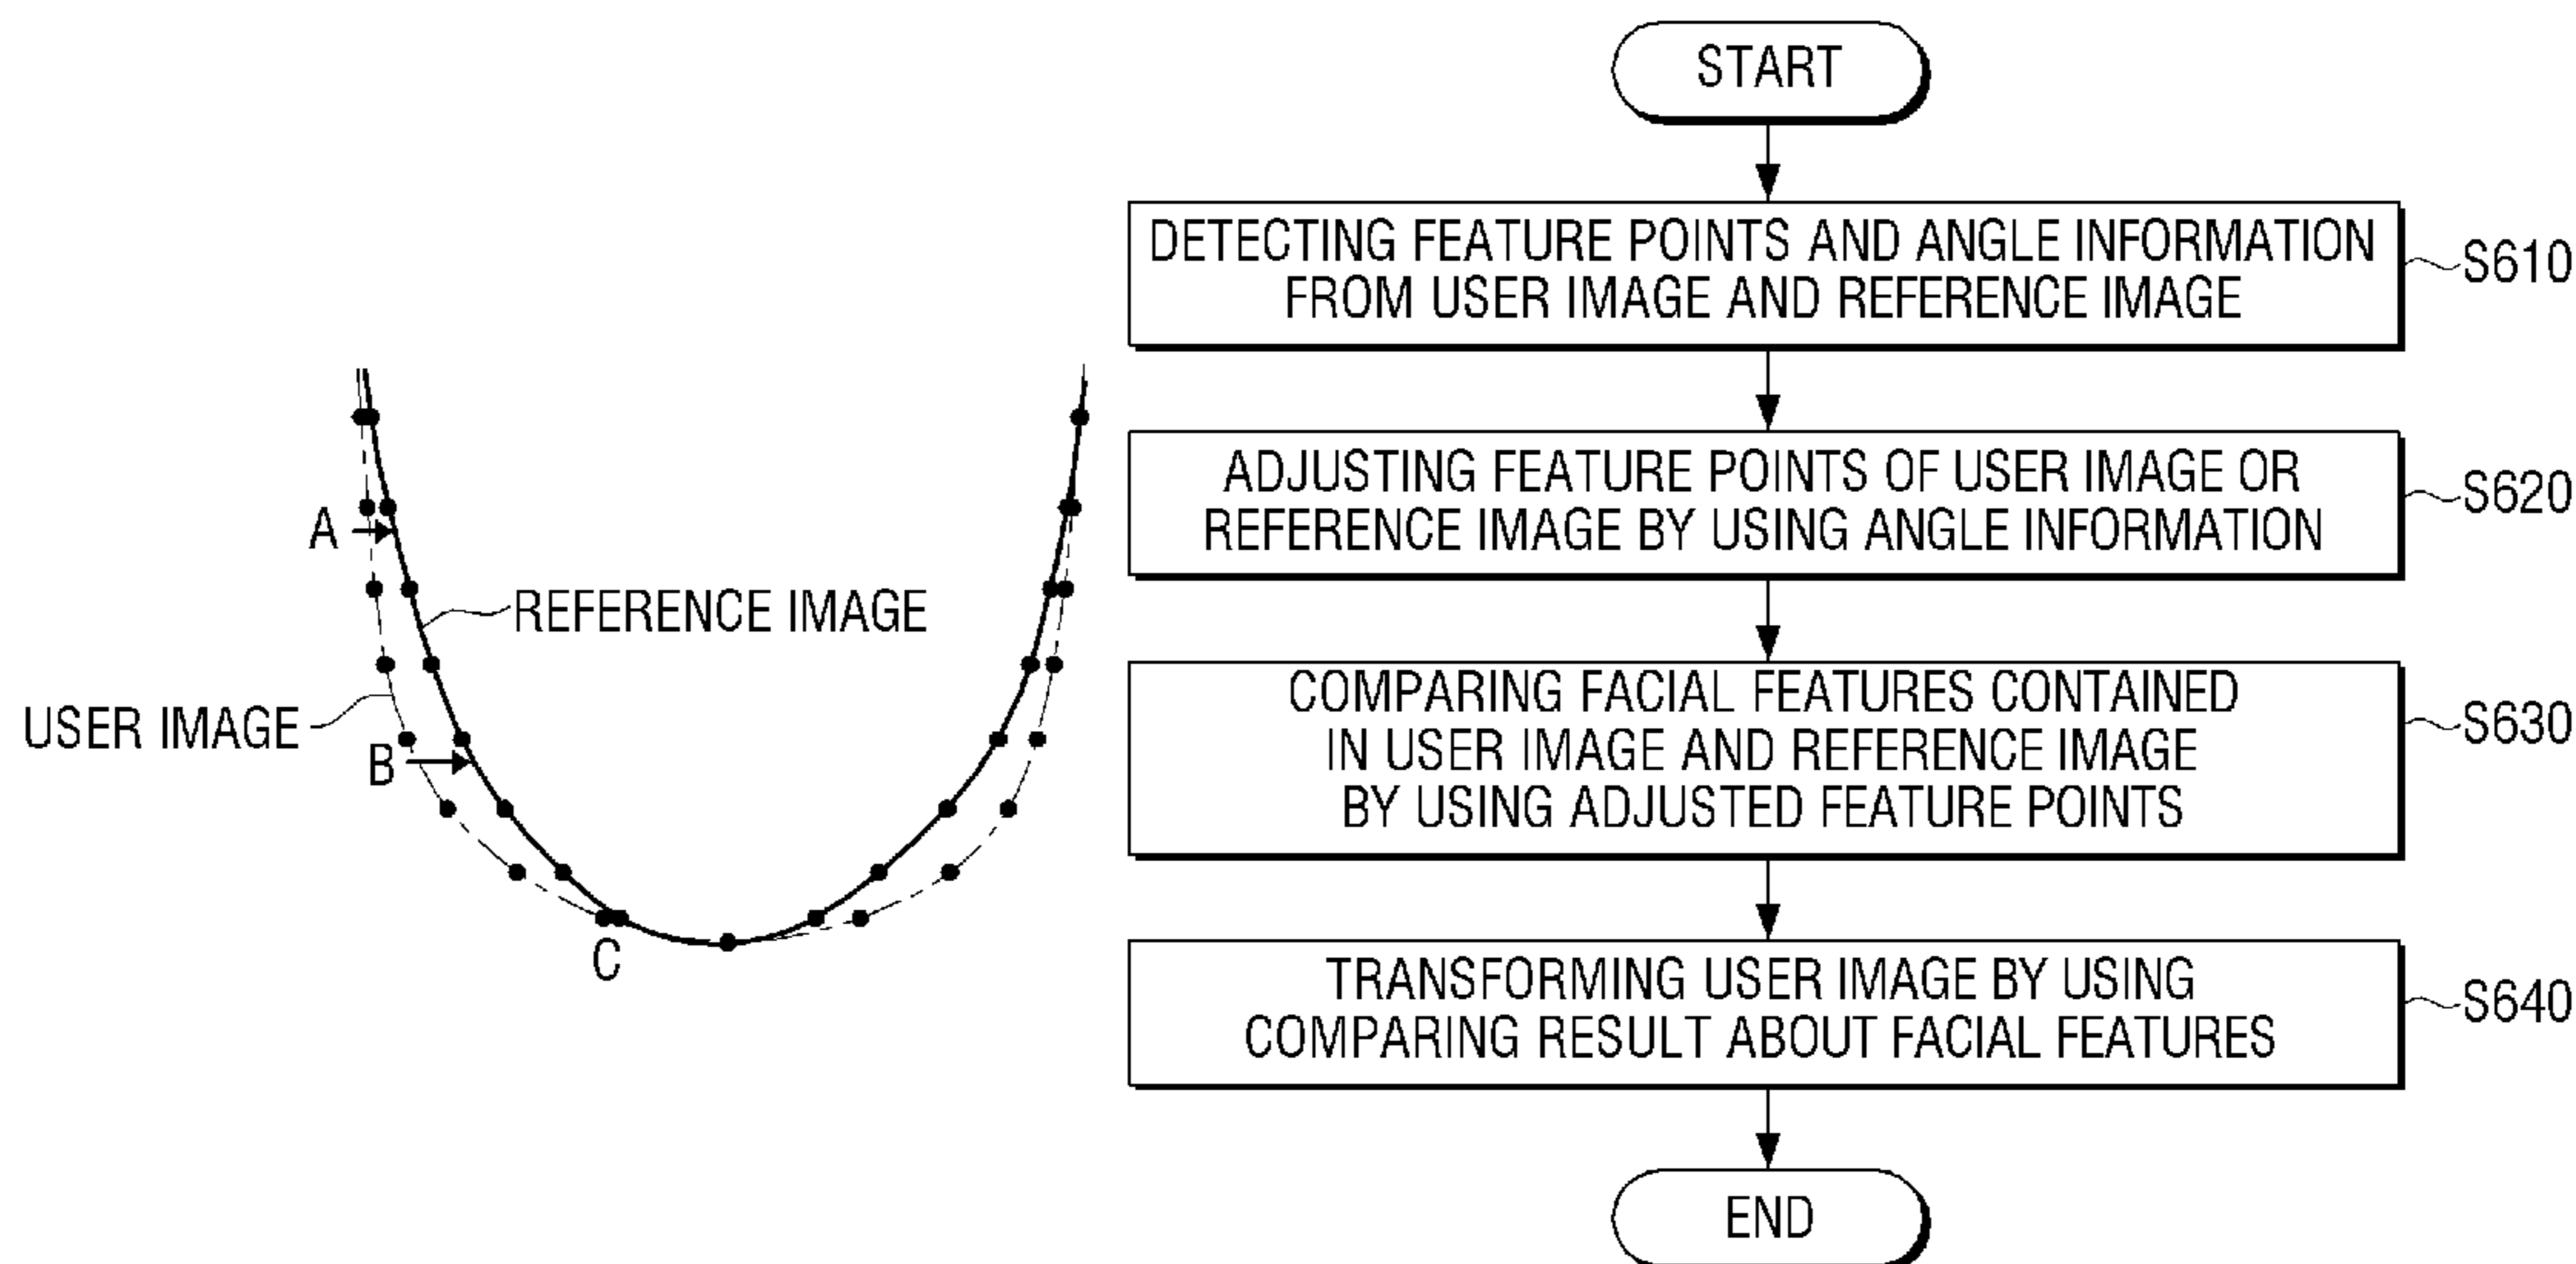 A
REFERENCE IMAGE
USER IMAGE
B
C
START
DETECTING FEATURE POINTS AND ANGLE INFORMATION
FROM USER IMAGE AND REFERENCE IMAGE
S610
ADJUSTING FEATURE POINTS OF USER IMAGE OR
REFERENCE IMAGE BY USING ANGLE INFORMATION
S620
COMPARING FACIAL FEATURES CONTAINED
IN USER IMAGE AND REFERENCE IMAGE
BY USING ADJUSTED FEATURE POINTS
S630
TRANSFORMING USER IMAGE BY USING
COMPARING RESULT ABOUT FACIAL FEATURES
S640
END